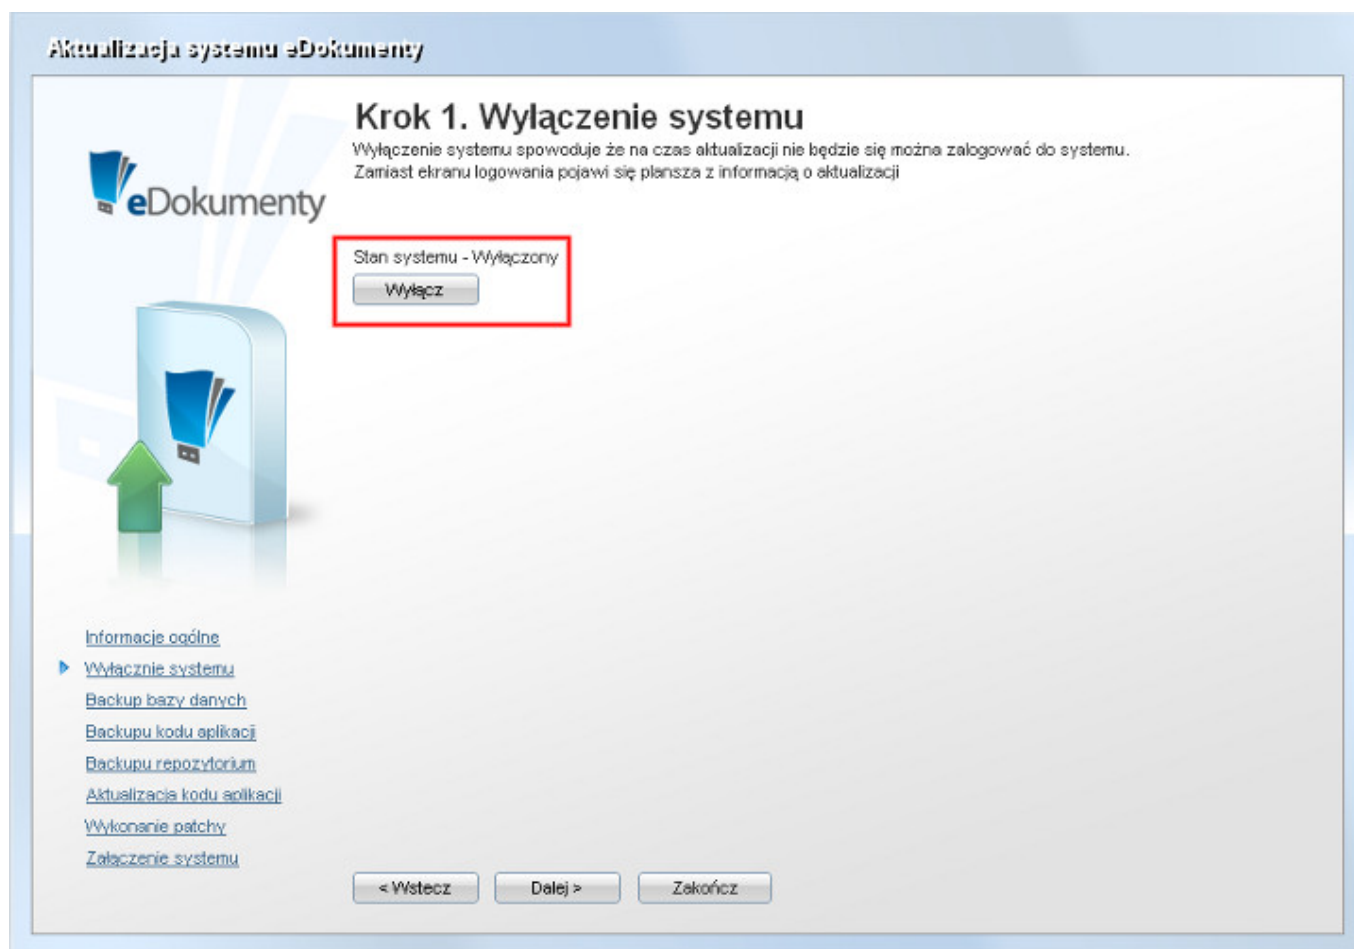 Aktualizacja systemu eDokumenty
Krok 1. Wyłączenie systemu
Wyłączenie systemu spowoduje że na czas aktualizacji nie będzie się można zalogować do systemu.
Zamiast ekranu logowania pojawi się plansza z informacją o aktualizacji
eDokumenty
Stan systemu - Wyłączony
Wyłącz
Informacje ogólne
Wyłącznie systemu
Backup bazy danych
Backupu kodu aplikacji
Backupu repozytorium
Aktualizacja kodu aplikacji
Wykonanie patchy
Załączenie systemu
< Wstecz Dalej > Zakończ